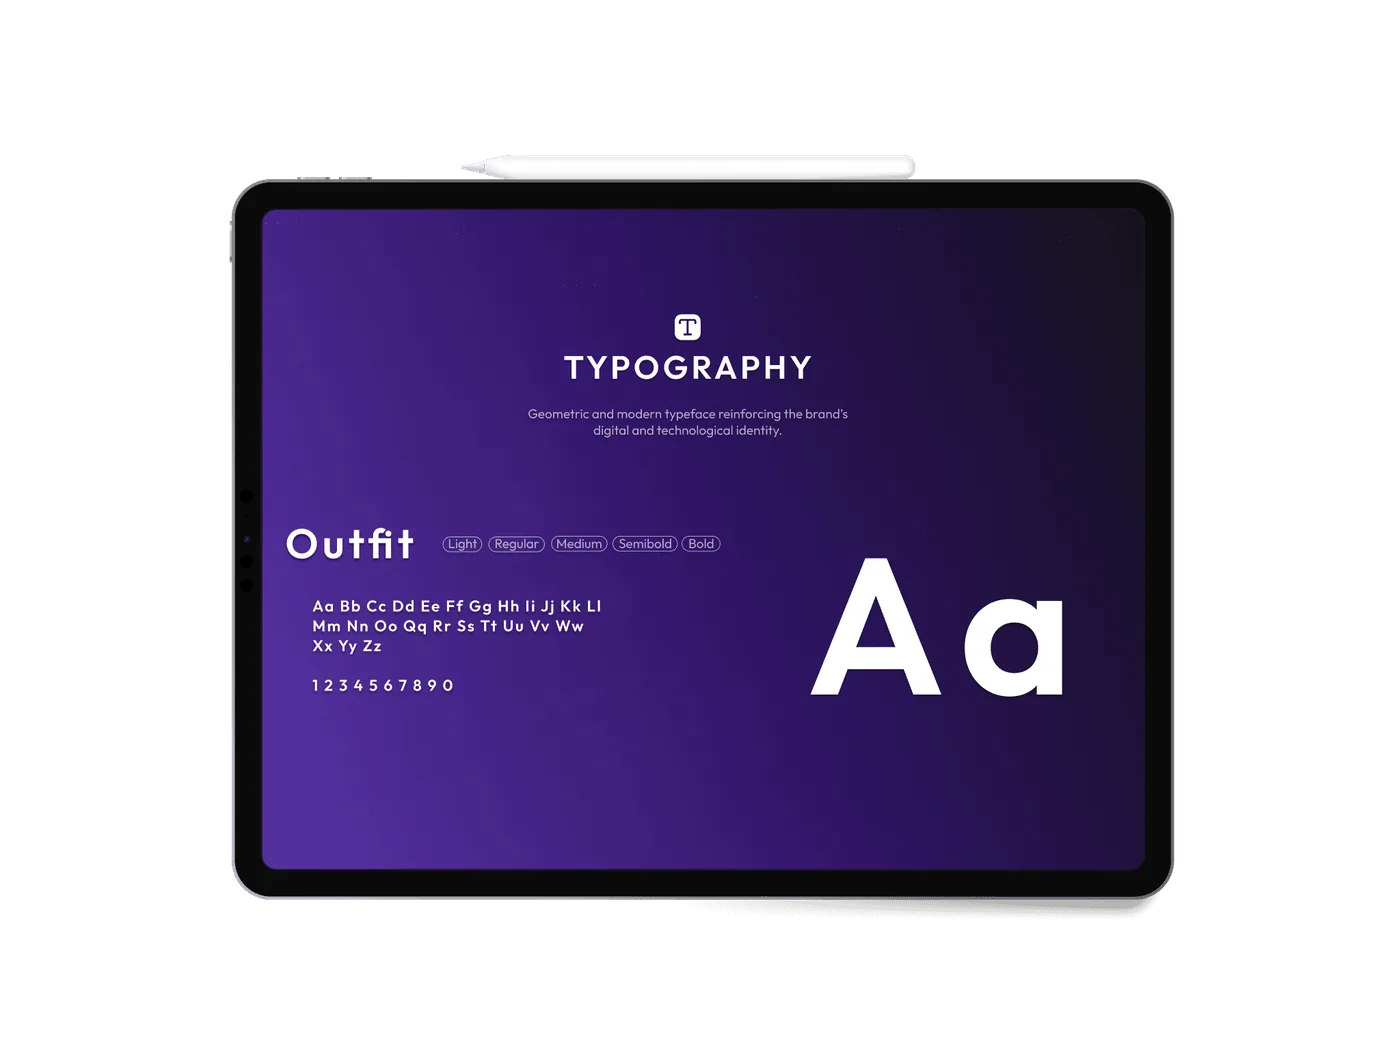 T
TYPOGRAPHY
Geometric and modern typeface reinforcing the brand's
digital and technological identity.
Outfit
Light Regular Medium Semibold Bold
Aa Bb Cc Dd Ee Ff Gg Hh Ii Jj Kk Ll
Mm Nn Oo Qq Rr Ss Tt Uu Vv Ww
Xx Yy Zz
1 2 3 4 5 6 7 8 9 0
Aa